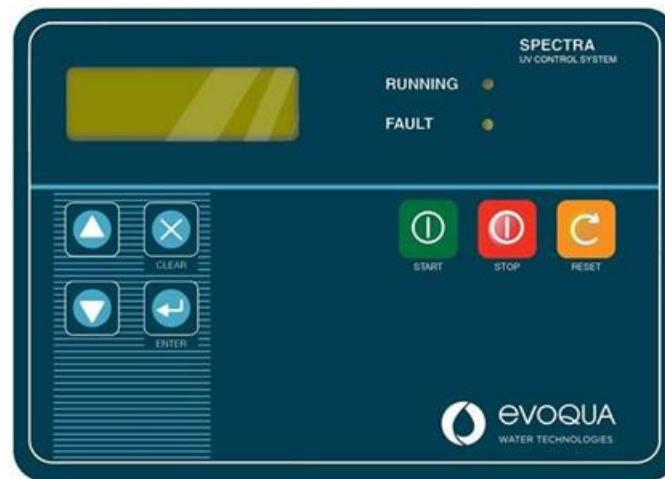 SPECTRA
UV CONTROL SYSTEM
RUNNING
FAULT
CLEAR
START
STOP
RESET
ENTER
evoqua
WATER TECHNOLOGIES